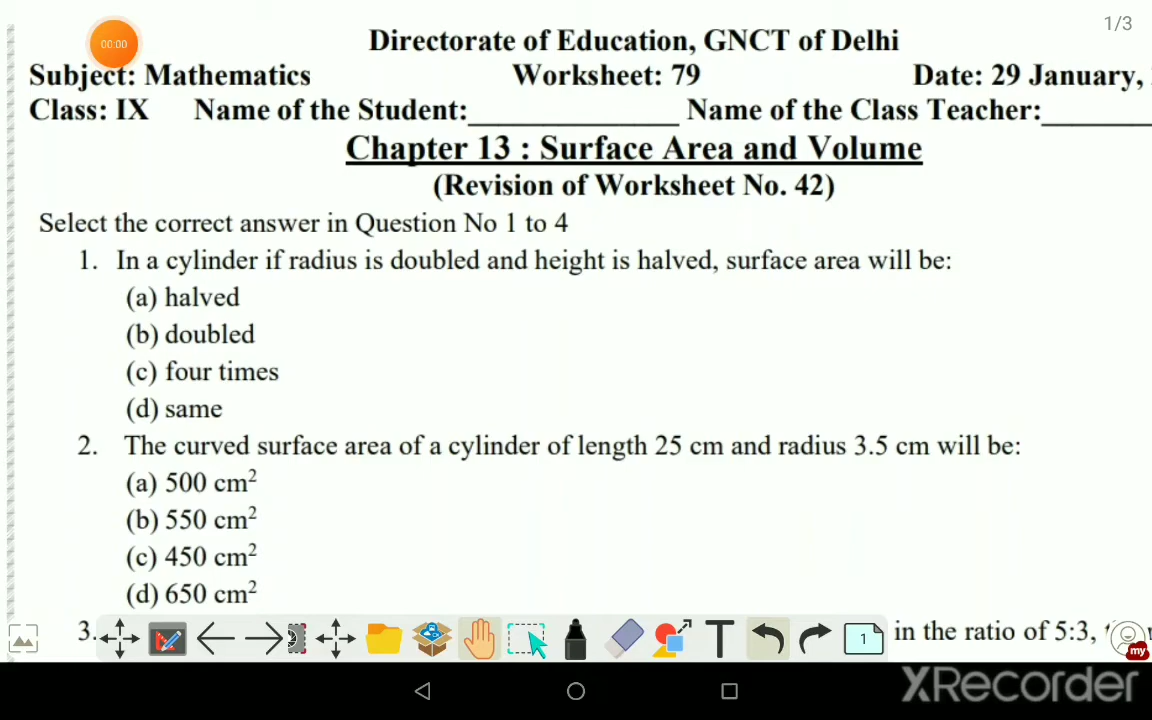 1/3
00:00
Directorate of Education, GNCT of Delhi
Subject: Mathematics Worksheet: 79 Date: 29 January,
Class: IX Name of the Student:______________ Name of the Class Teacher:________
Chapter 13 : Surface Area and Volume
(Revision of Worksheet No. 42)
Select the correct answer in Question No 1 to 4
1. In a cylinder if radius is doubled and height is halved, surface area will be:
(a) halved
(b) doubled
(c) four times
(d) same
2. The curved surface area of a cylinder of length 25 cm and radius 3.5 cm will be:
(a) 500 cm²
(b) 550 cm²
(c) 450 cm²
(d) 650 cm²
3. in the ratio of 5:3,
T 1 my
XRecorder